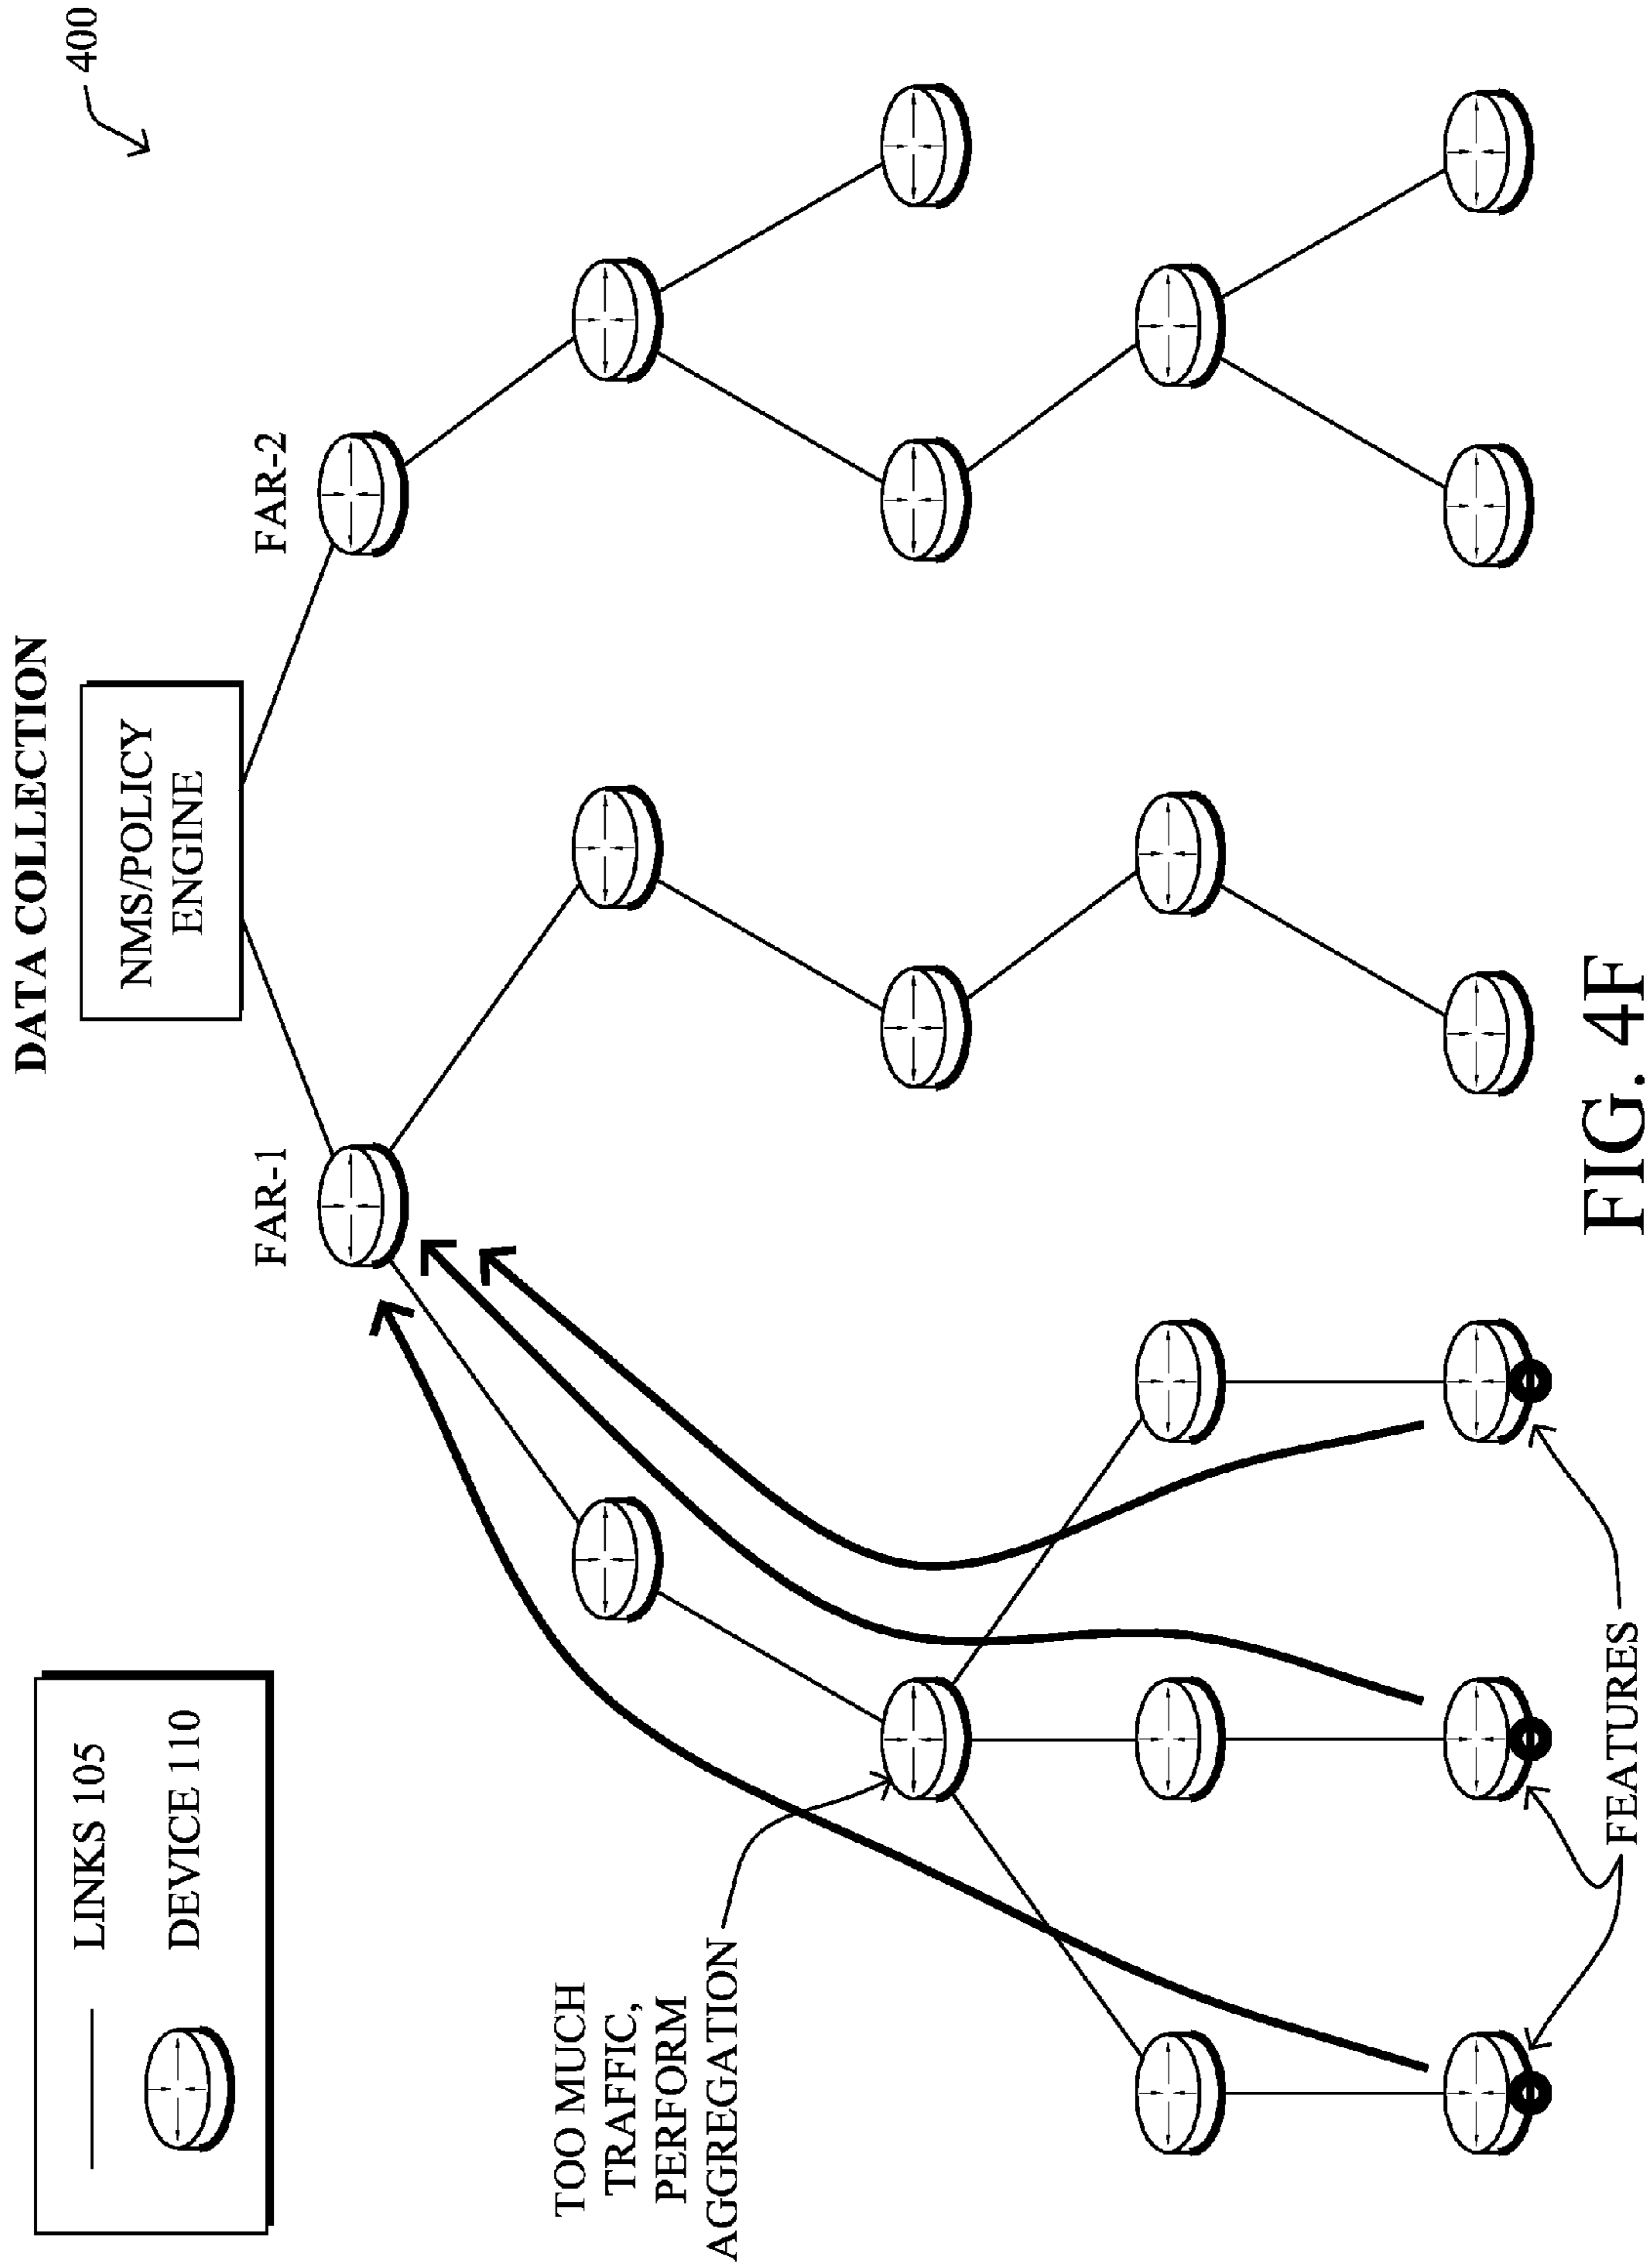 DATA COLLECTION
400
LINKS 105
DEVICE 110
NMS/POLICY
ENGINE
FAR-1
FAR-2
TOO MUCH
TRAFFIC,
PERFORM
AGGREGATION
FEATURES
FIG. 4F